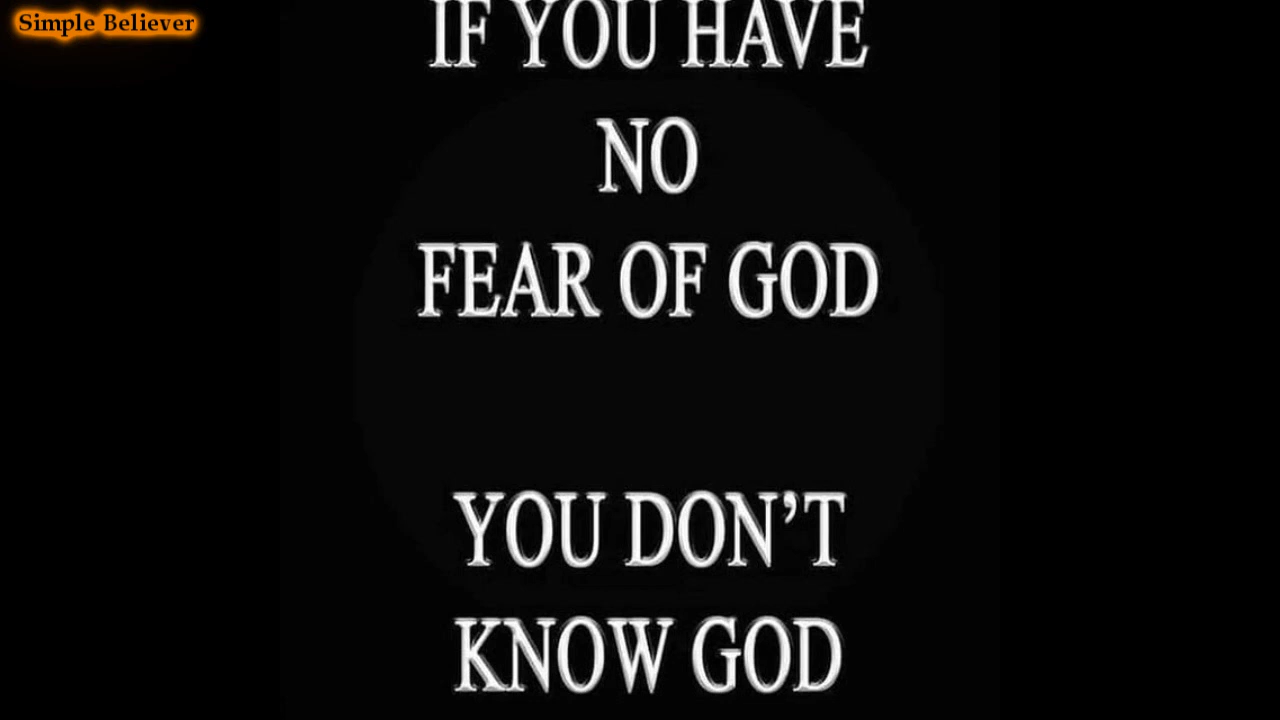 Simple Believer
IF YOU HAVE
NO
FEAR OF GOD
YOU DON’T
KNOW GOD